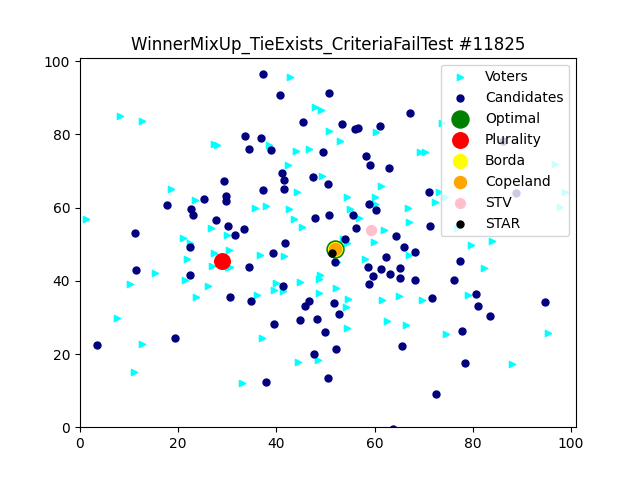 WinnerMixUp_TieExists_CriteriaFailTest #11825
100
80
60
40
20
0
0
20
40
60
80
100
Voters
Candidates
Optimal
Plurality
Borda
Copeland
STV
STAR